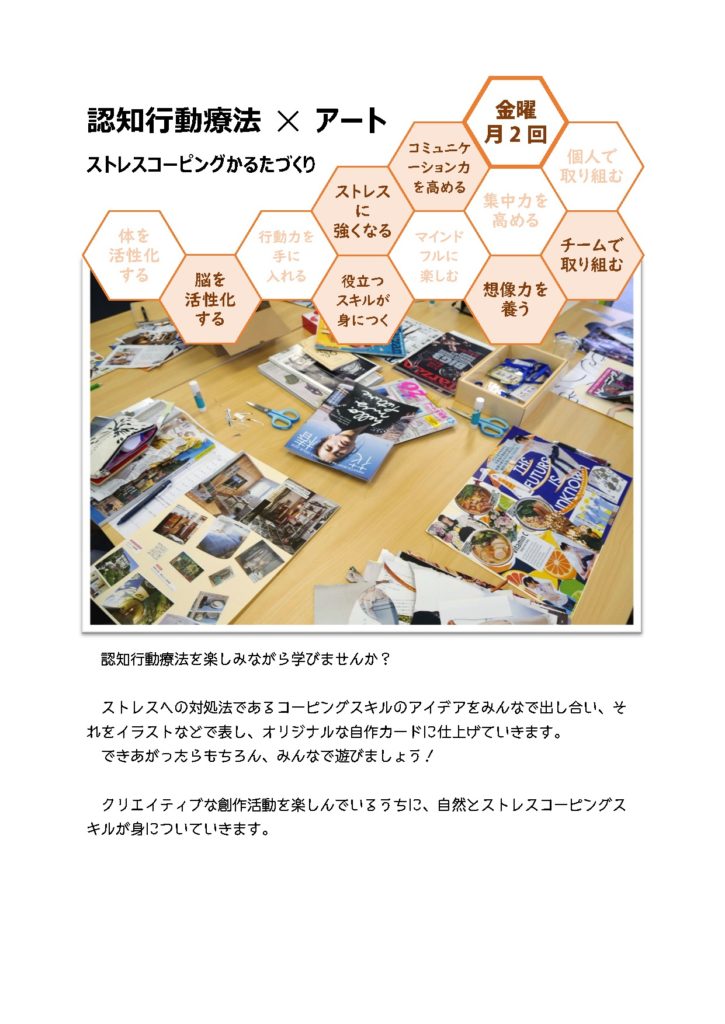 認知行動療法 × アート
ストレスコーピングかるたづくり
金曜
月２回
コミュニケ
ーション力
を高める
個人で
取り組む
ストレス
に
強くなる
集中力を
高める
体を
活性化
する
行動力を
手に
入れる
マインド
フルに
楽しむ
チームで
取り組む
脳を
活性化
する
役立つ
スキルが
身につく
想像力を
養う
THE
FUTURE
IS
UNKNOWN
認知行動療法を楽しみながら学びませんか？
ストレスへの対処法であるコーピングスキルのアイデアをみんなで出し合い、そ
れをイラストなどで表し、オリジナルな自作カードに仕上げていきます。
できあがったらもちろん、みんなで遊びましょう！
クリエイティブな創作活動を楽しんでいるうちに、自然とストレスコーピングス
キルが身についていきます。